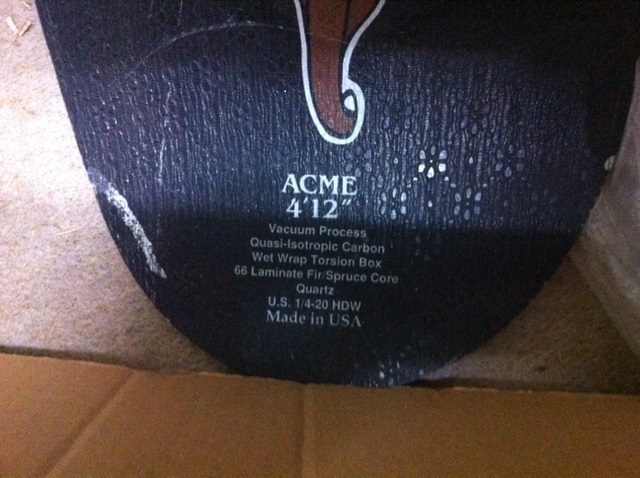 ACME
4'12"
Vacuum Process
Quasi-Isotropic Carbon
Wet Wrap Torsion Box
66 Laminate Fir/Spruce Core
Quartz
U.S. 1/4-20 HDW
Made in USA